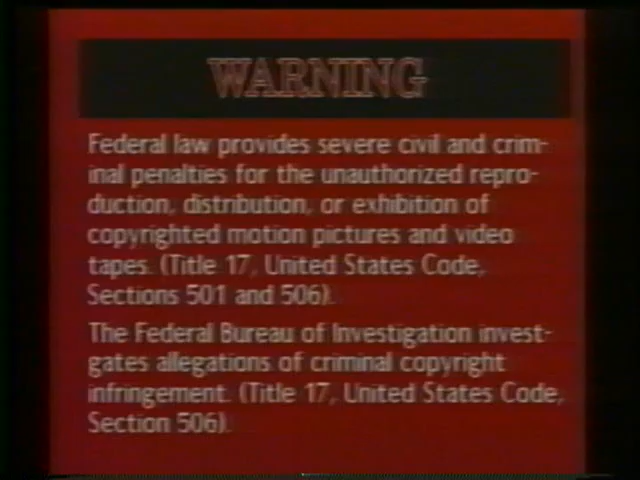 WARNING
Federal law provides severe civil and crim-
inal penalties for the unauthorized repro-
duction, distribution, or exhibition of
copyrighted motion pictures and video
tapes. (Title 17, United States Code,
Sections 501 and 506).
The Federal Bureau of Investigation invest-
gates allegations of criminal copyright
infringement. (Title 17, United States Code,
Section 506).